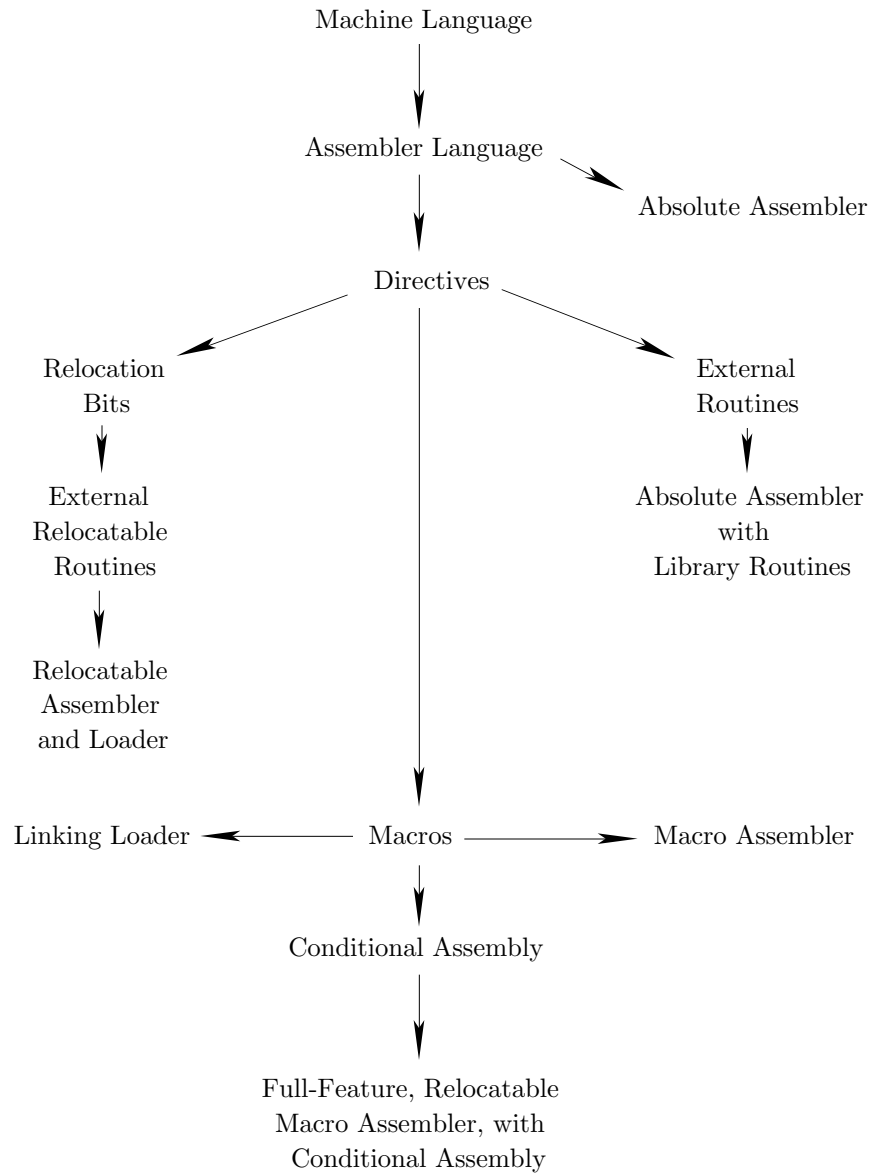 Machine Language
Assembler Language
Absolute Assembler
Directives
Relocation
Bits
External
Routines
External
Relocatable
Routines
Absolute Assembler
with
Library Routines
Relocatable
Assembler
and Loader
Linking Loader
Macros
Macro Assembler
Conditional Assembly
Full-Feature, Relocatable
Macro Assembler, with
Conditional Assembly